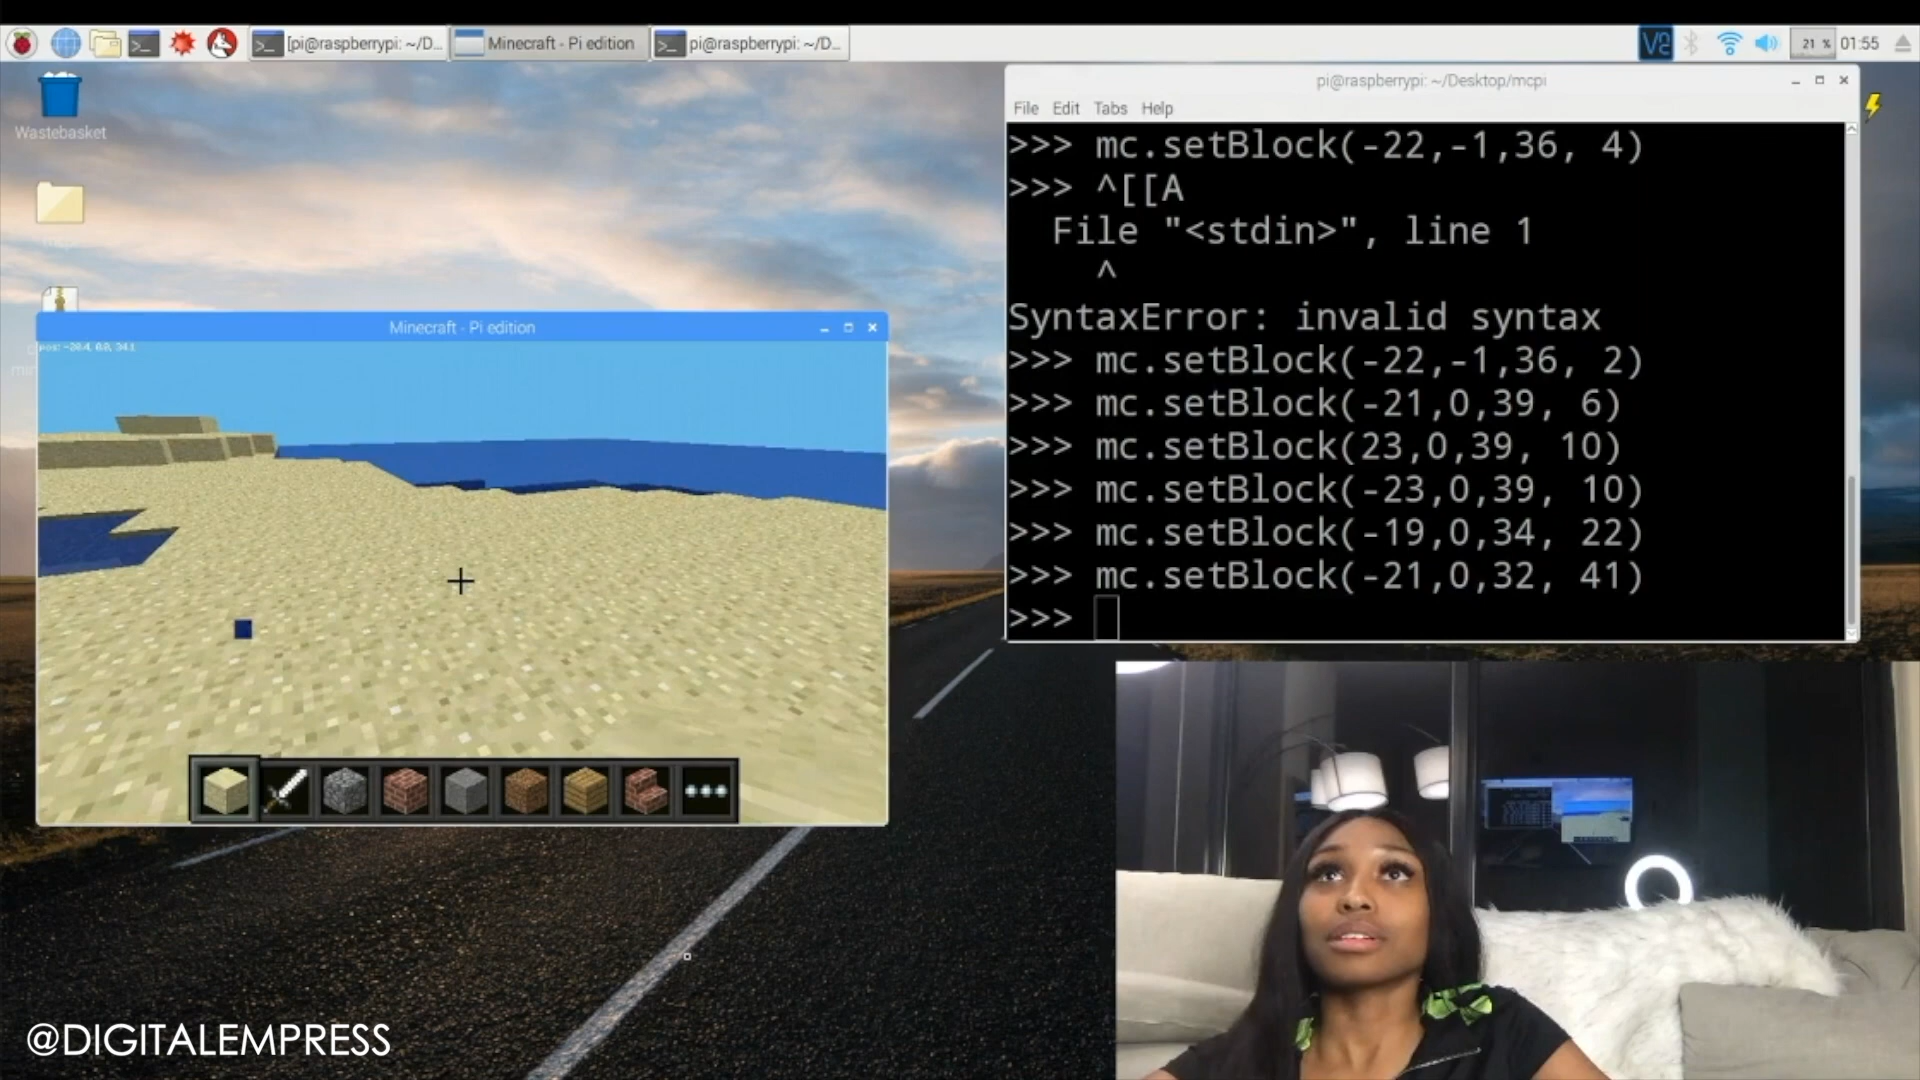 [pi@raspberrypi: ~/D...
Minecraft - Pi edition
pi@raspberrypi: ~/D...
21 %
01:55
Wastebasket
pi@raspberrypi: ~/Desktop/mcpi
File Edit Tabs Help
>>> mc.setBlock(-22,-1,36, 4)
>>> ^[[A
File "<stdin>", line 1
^
SyntaxError: invalid syntax
>>> mc.setBlock(-22,-1,36, 2)
>>> mc.setBlock(-21,0,39, 6)
>>> mc.setBlock(23,0,39, 10)
>>> mc.setBlock(-23,0,39, 10)
>>> mc.setBlock(-19,0,34, 22)
>>> mc.setBlock(-21,0,32, 41)
>>>
Minecraft - Pi edition
@DIGITALEMPRESS